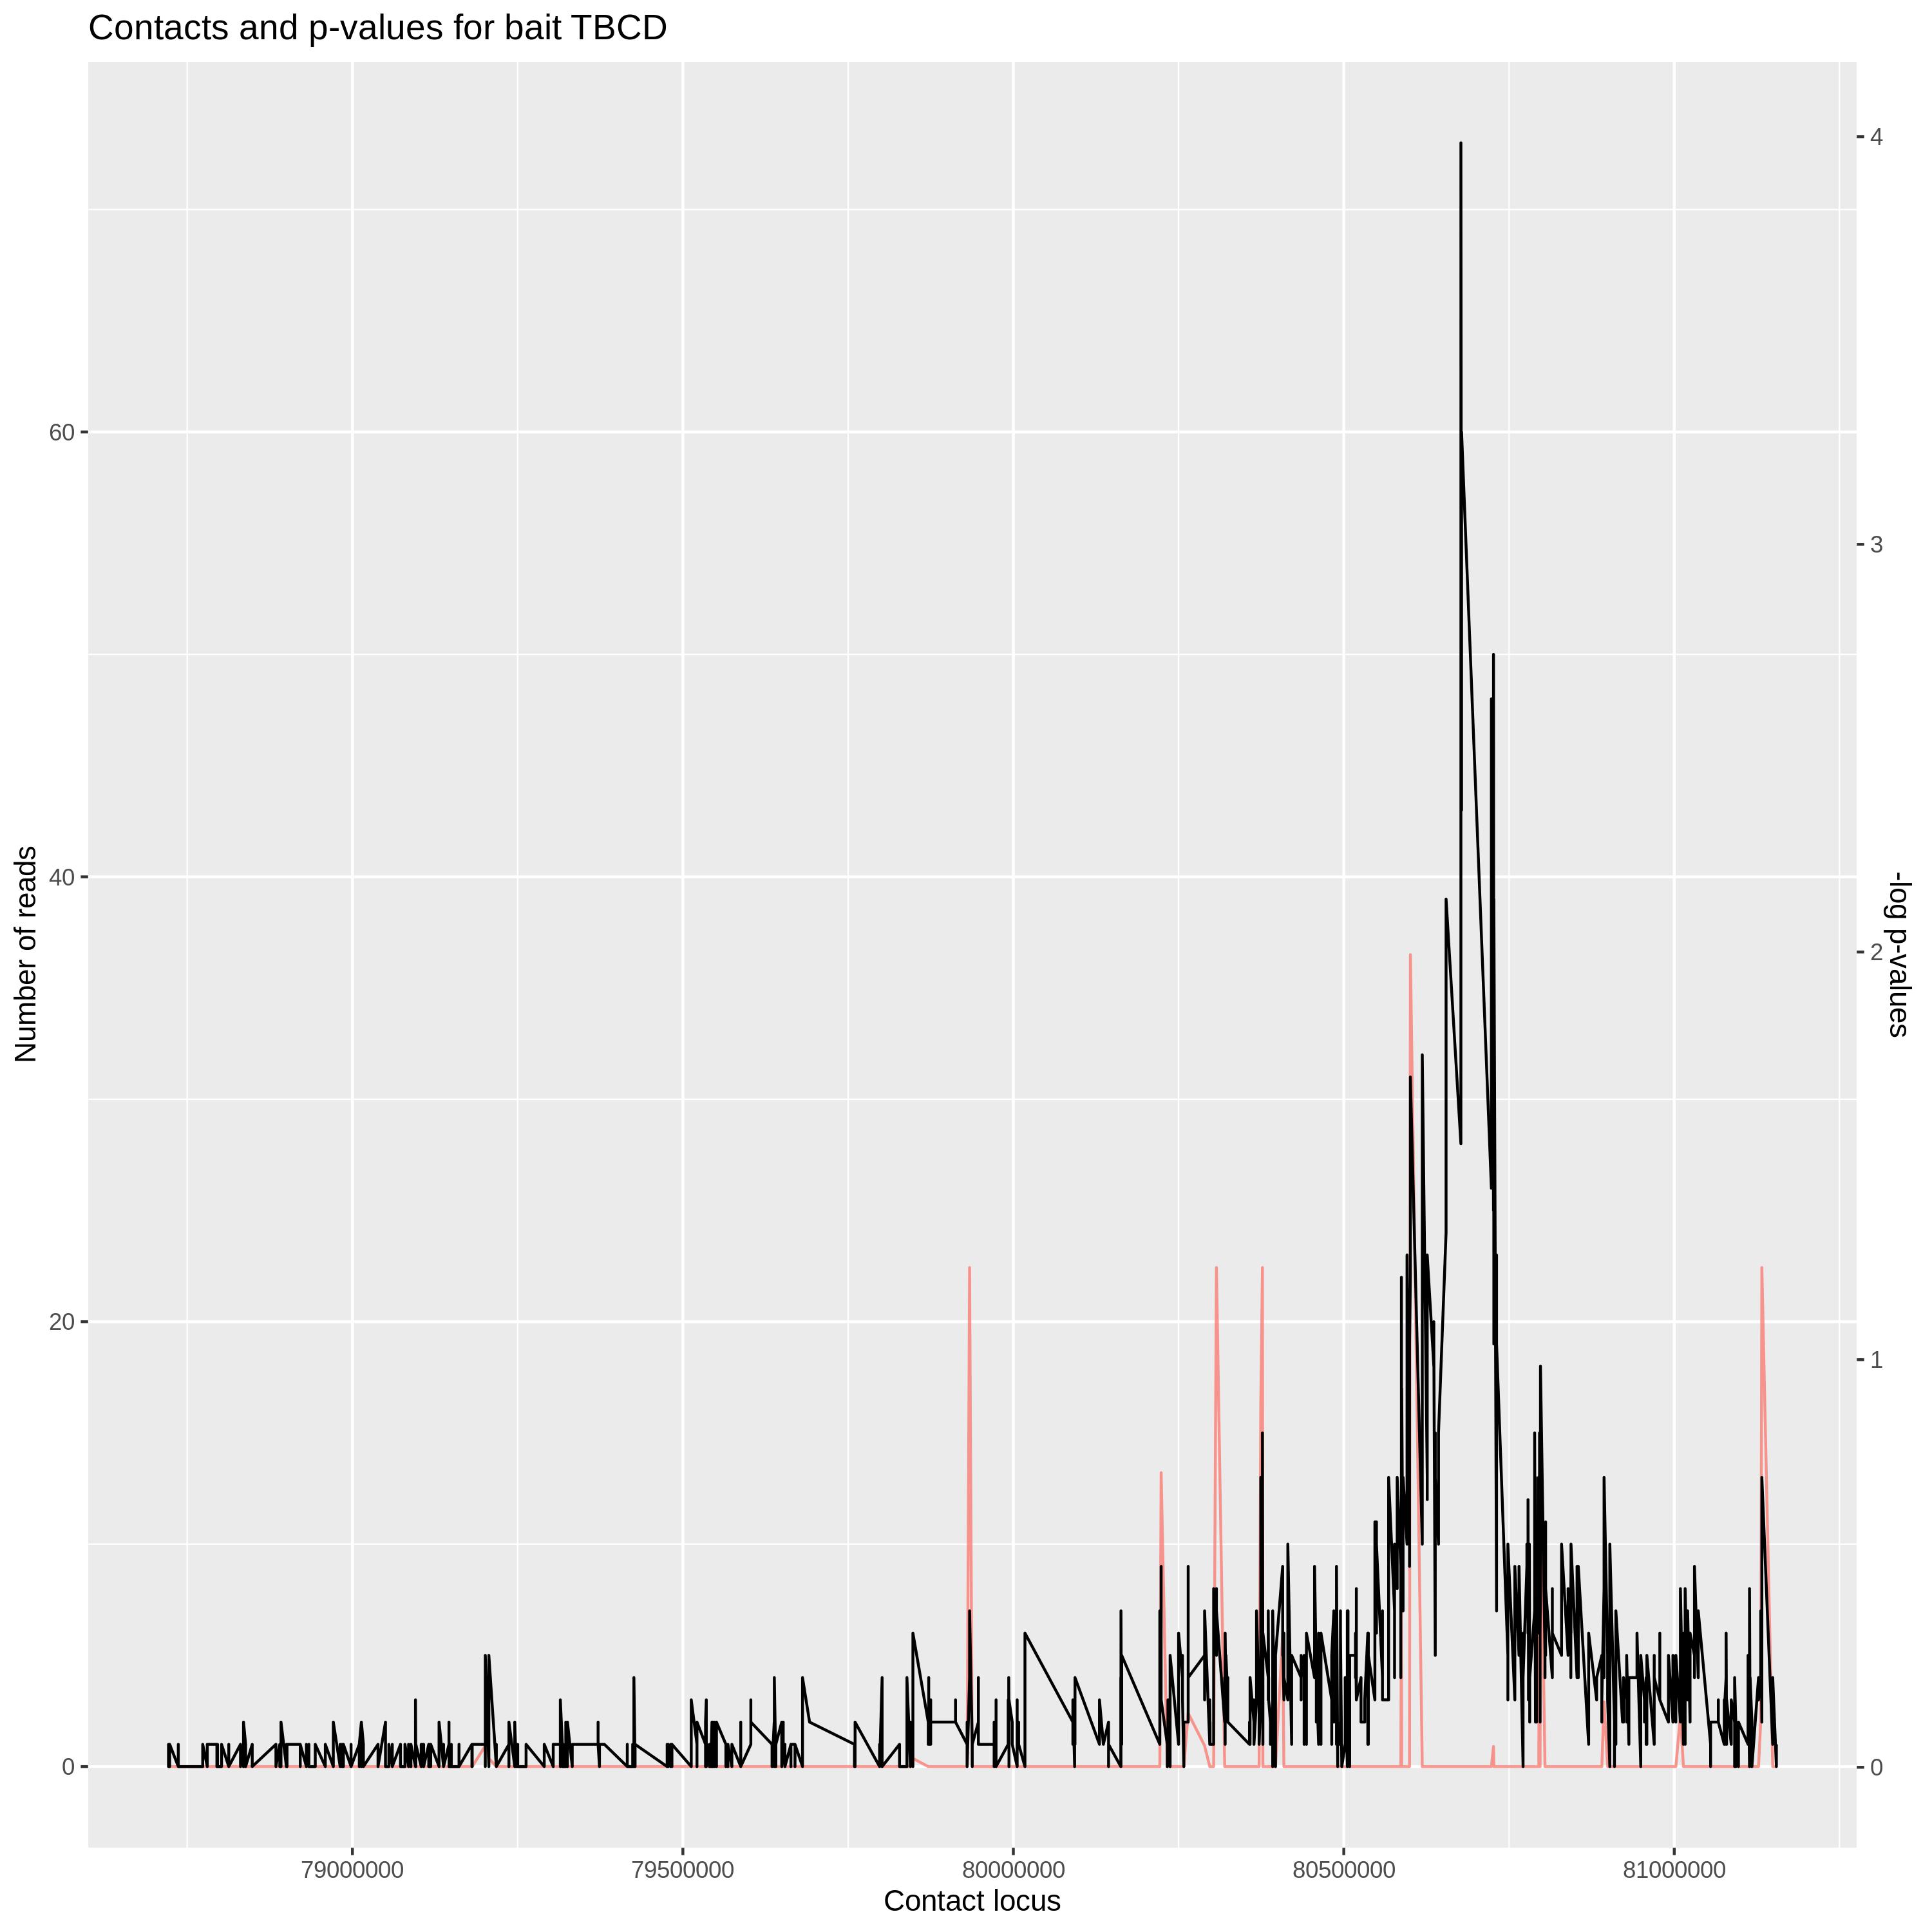 Contacts and p-values for bait TBCD
Number of reads
60
40
20
0
4
3
2
1
0
-log p-values
79000000 79500000 80000000 80500000 81000000
Contact locus